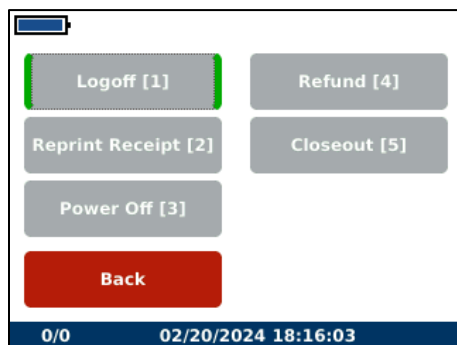 Logoff [1]
Refund [4]
Reprint Receipt [2]
Closeout [5]
Power Off [3]
Back
0/0 02/20/2024 18:16:03